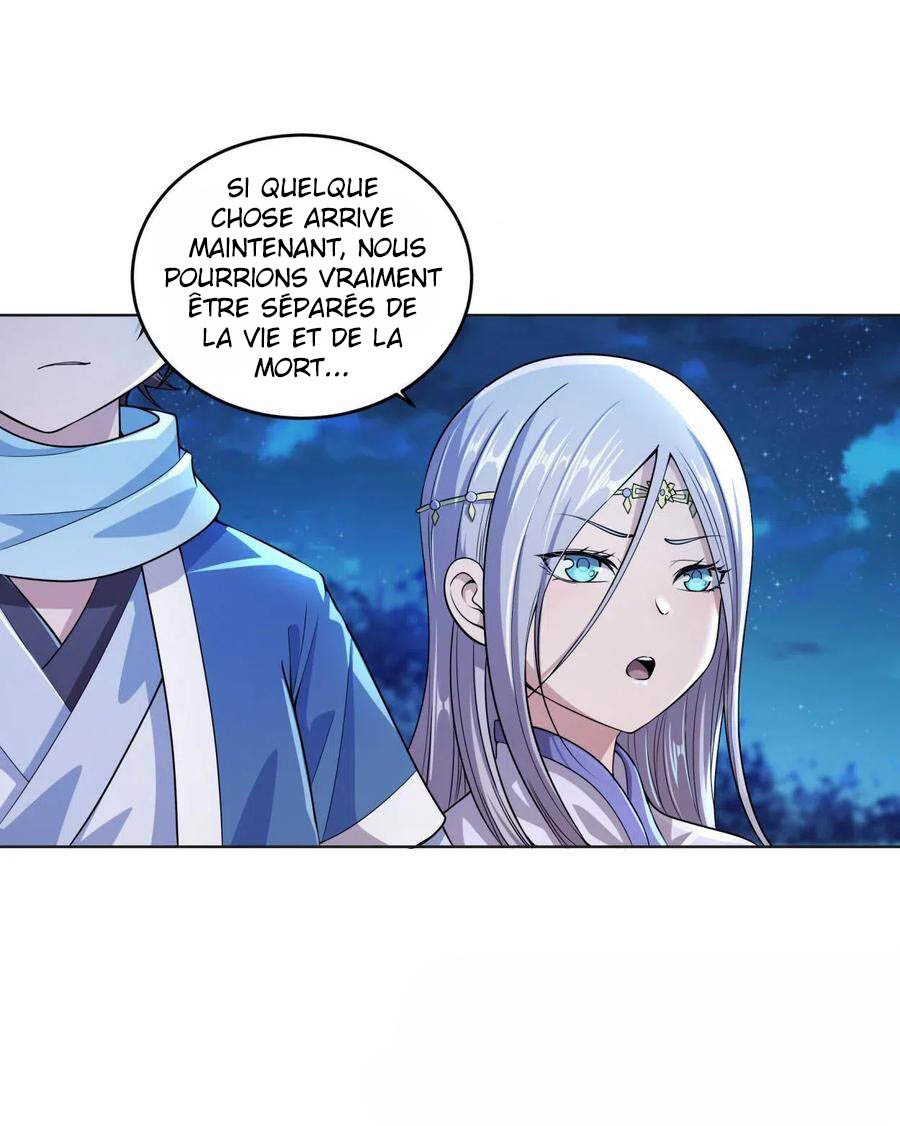 SI QUELQUE
CHOSE ARRIVE
MAINTENANT, NOUS
POURRIONS VRAIMENT
ÊTRE SÉPARÉS DE
LA VIE ET DE LA
MORT...